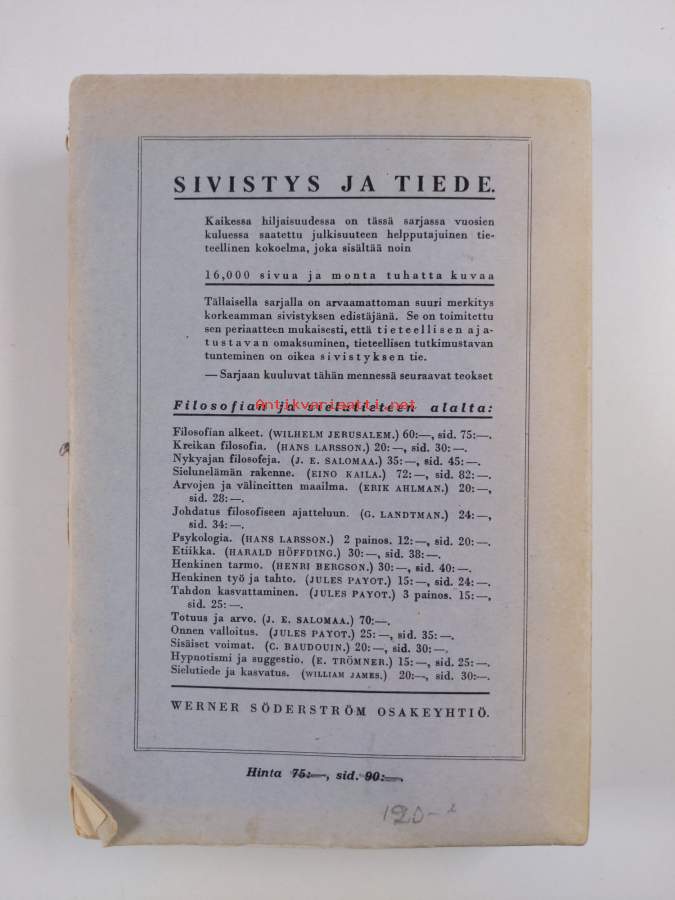 SIVISTYS JA TIEDE.
Kaikessa hiljaisuudessa on tässä sarjassa vuosien
kuluessa saatettu julkisuuteen helpputajuinen tie-
teellinen kokoelma, joka sisältää noin
16,000 sivua ja monta tuhatta kuvaa
Tällaisella sarjalla on arvaamattoman suuri merkitys
korkeamman sivistyksen edistäjänä. Se on toimitettu
sen periaatteen mukaisesti, että tieteellisen aja-
tustavan omaksuminen, tieteellisen tutkimustavan
tunteminen on oikea sivistyksen tie.
— Sarjaan kuuluvat tähän mennessä seuraavat teokset
Antikvariaatti.net
Filosofian ja sielutieteen alalta:
Filosofian alkeet. (WILHELM JERUSALEM.) 60:—, sid. 75:—.
Kreikan filosofia. (HANS LARSSON.) 20:—, sid. 30:—.
Nykyajan filosofeja. (J. E. SALOMAA.) 35:—, sid. 45:—.
Sielunelämän rakenne. (EINO KAILA.) 72:—, sid. 82:—.
Arvojen ja välineitten maailma. (ERIK AHLMAN.) 20:—,
sid. 28:—.
Johdatus filosofiseen ajatteluun. (G. LANDTMAN.) 24:—,
sid. 34:—.
Psykologia. (HANS LARSSON.) 2 painos. 12:—, sid. 20:—.
Etiikka. (HARALD HÖFFDING.) 30:—, sid. 38:—.
Henkinen tarmo. (HENRI BERGSON.) 30:—, sid. 40:—.
Henkinen työ ja tahto. (JULES PAYOT.) 15:—, sid. 24:—.
Tahdon kasvattaminen. (JULES PAYOT.) 3 painos. 15:—,
sid. 25:—.
Totuus ja arvo. (J. E. SALOMAA.) 70:—.
Onnen valloitus. (JULES PAYOT.) 25:—, sid. 35:—.
Sisäiset voimat. (C. BAUDOUIN.) 20:—, sid. 30:—.
Hypnotismi ja suggestio. (E. TRÖMNER.) 15:—, sid. 25:—.
Sielutiede ja kasvatus. (WILLIAM JAMES.) 20:—, sid. 30:—.
WERNER SÖDERSTRÖM OSAKEYHTIÖ.
Hinta 75:—, sid. 90:—.
120-